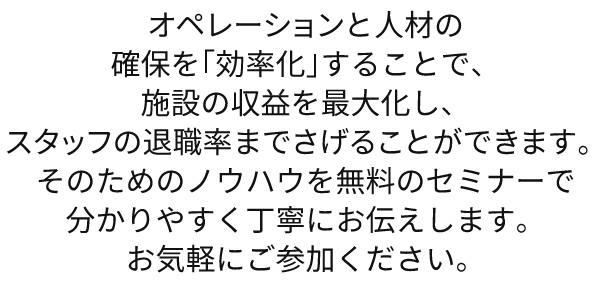 オペレーションと人材の
確保を「効率化」することで、
施設の収益を最大化し、
スタッフの退職率までさげることができます。
そのためのノウハウを無料のセミナーで
分かりやすく丁寧にお伝えします。
お気軽にご参加ください。